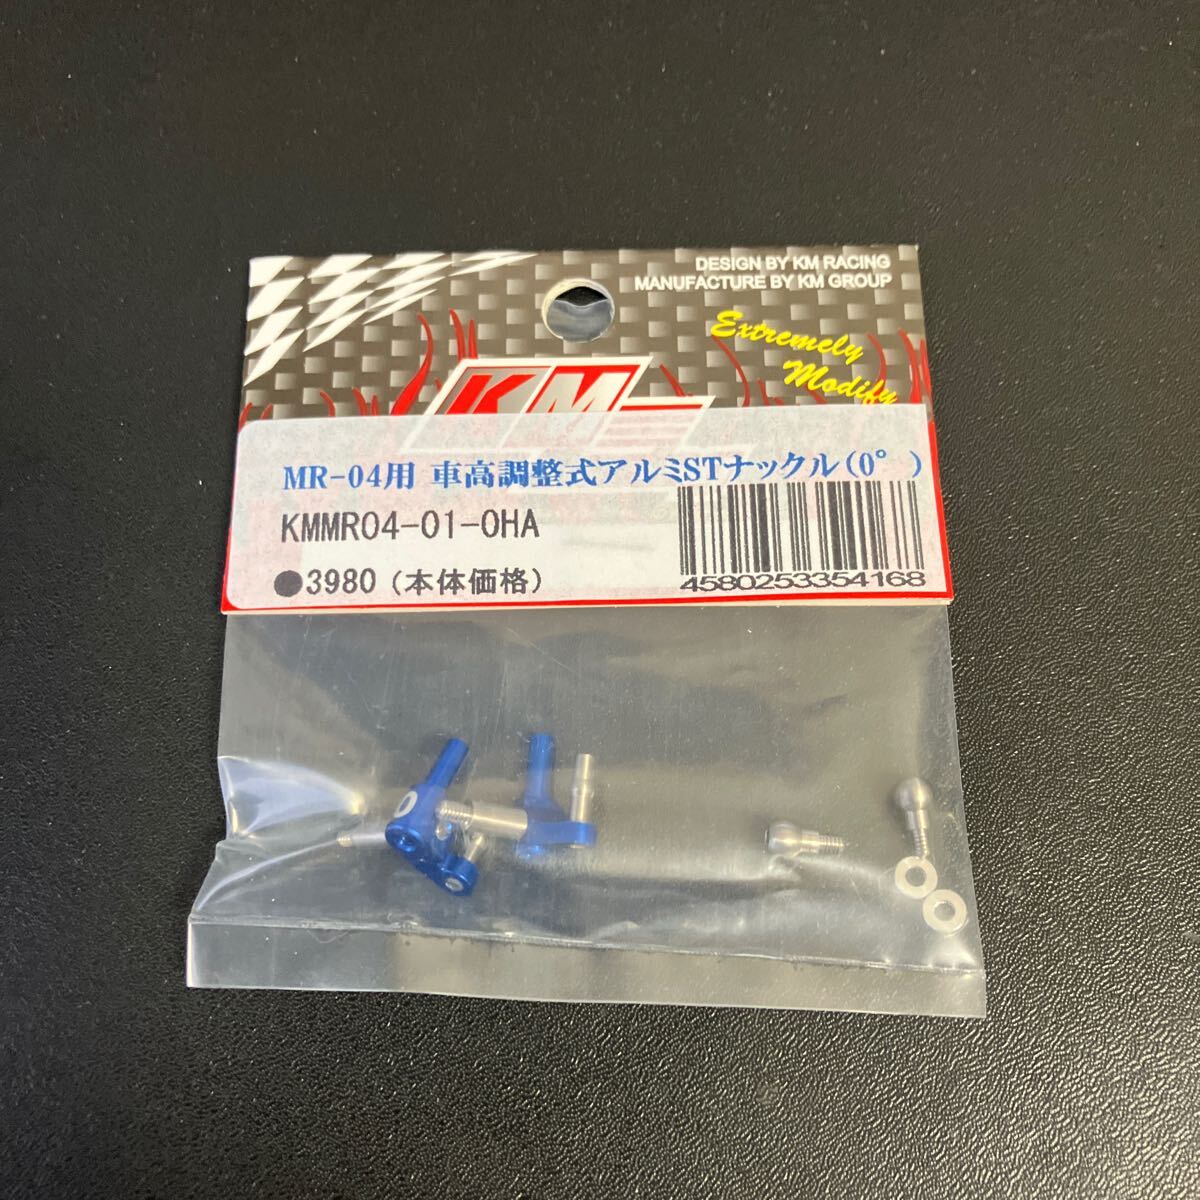 DESIGN BY KM RACING
MANUFACTURE BY KM GROUP
Extremely
Modify
KM
MR-04用 車高調整式アルミSTナックル(0°)
KMMR04-01-0HA
●3980(本体価格)
4580253354168
0